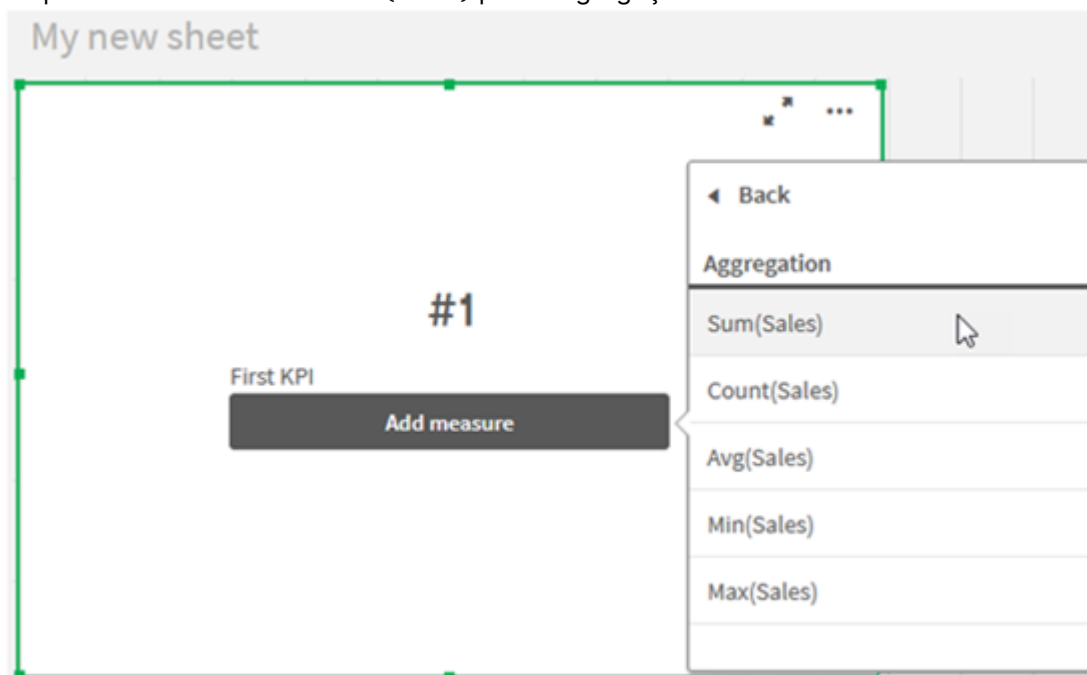 My new sheet
...
Back
Aggregation
#1
Sum(Sales)
First KPI
Count(Sales)
Add measure
Avg(Sales)
Min(Sales)
Max(Sales)